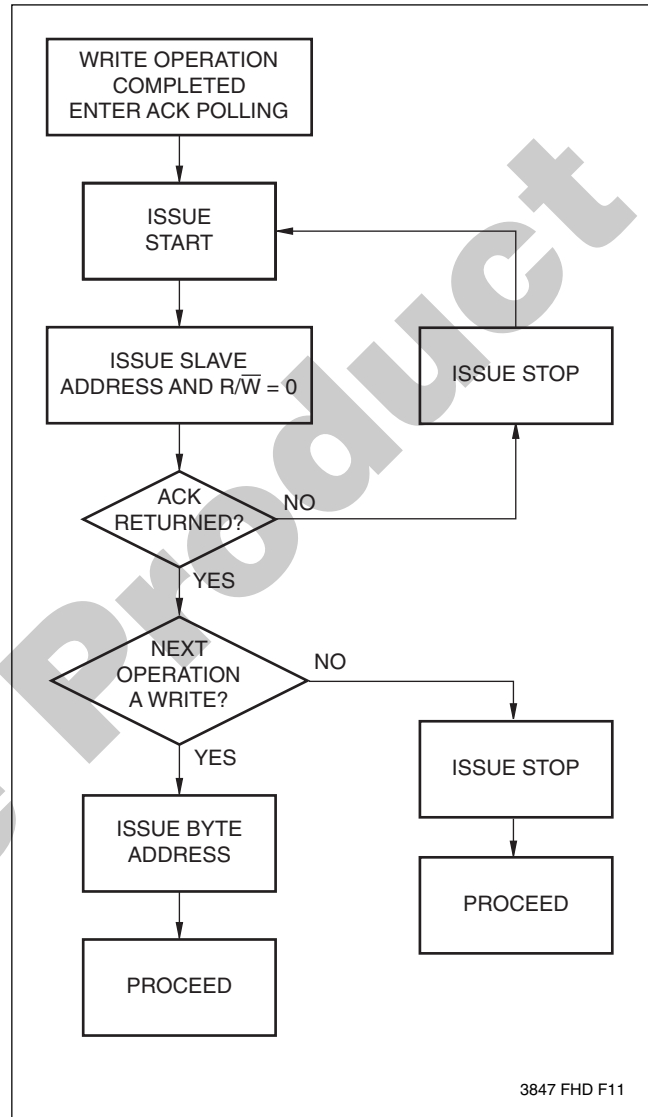 WRITE OPERATION
COMPLETED
ENTER ACK POLLING
ISSUE
START
ISSUE SLAVE
ADDRESS AND R/W̅ = 0
ISSUE STOP
ACK
RETURNED?
NO
YES
NEXT
OPERATION
A WRITE?
NO
YES
ISSUE STOP
ISSUE BYTE
ADDRESS
PROCEED
PROCEED
3847 FHD F11
Product